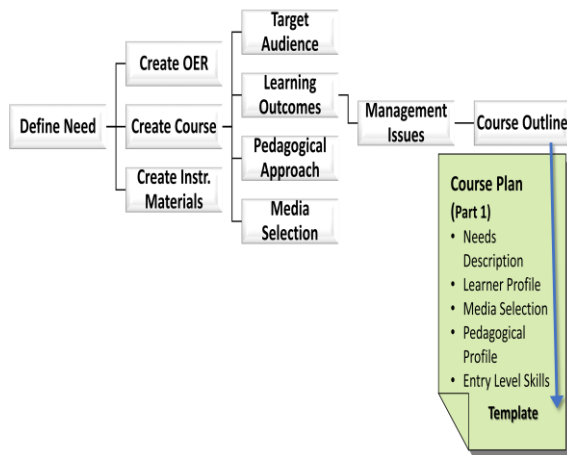 Target
Audience
Create OER
Learning
Outcomes
Define Need
Create Course
Management
Issues
Course Outline
Pedagogical
Approach
Create Instr.
Materials
Media
Selection
Course Plan
(Part 1)
• Needs
Description
• Learner Profile
• Media Selection
• Pedagogical
Profile
• Entry Level Skills
Template